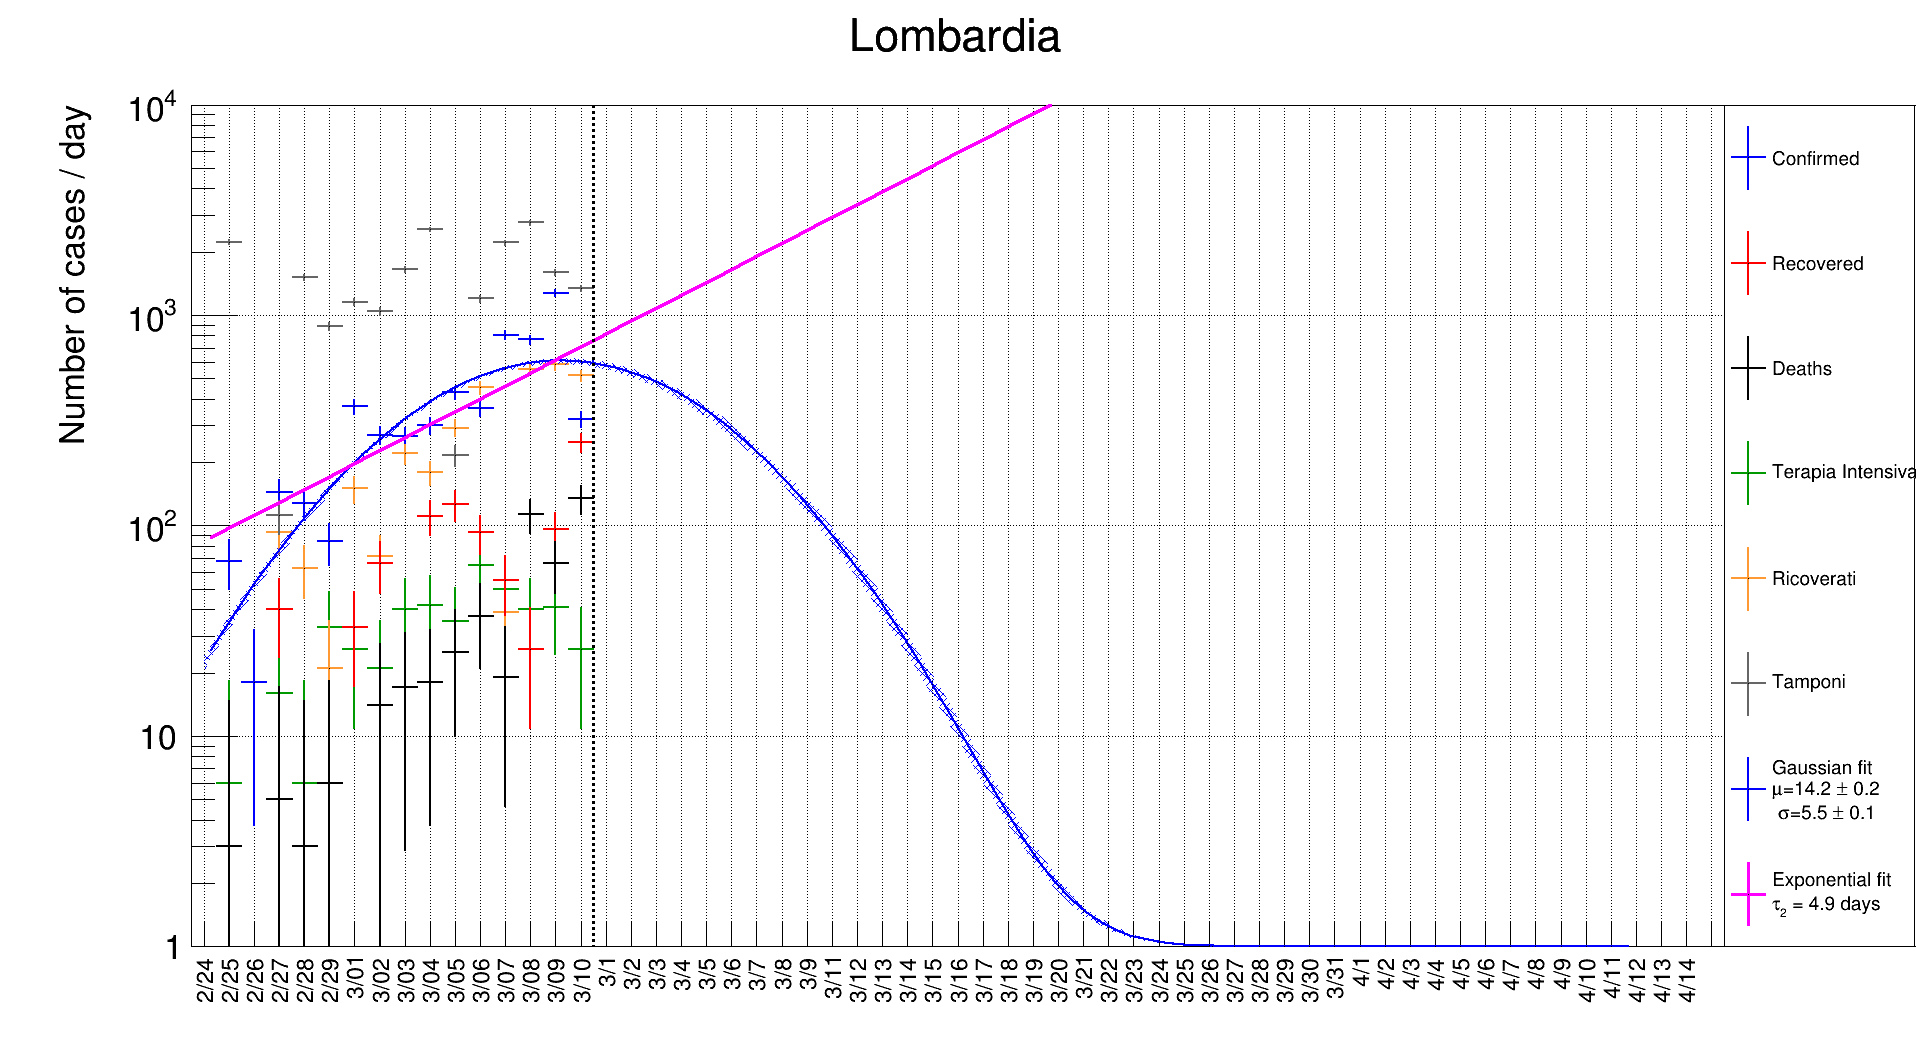 Lombardia
Number of cases / day
10^4
10^3
10^2
10
1
2/24 2/25 2/26 2/27 2/28 2/29 3/01 3/02 3/03 3/04 3/05 3/06 3/07 3/08 3/09 3/10 3/1 3/2 3/3 3/4 3/5 3/6 3/7 3/8 3/9 3/11 3/12 3/13 3/14 3/15 3/16 3/17 3/18 3/19 3/20 3/21 3/22 3/23 3/24 3/25 3/26 3/27 3/28 3/29 3/30 3/31 4/1 4/2 4/3 4/4 4/5 4/6 4/7 4/8 4/9 4/10 4/11 4/12 4/13 4/14
Confirmed
Recovered
Deaths
Terapia Intensiva
Ricoverati
Tamponi
Gaussian fit
μ=14.2 ± 0.2
σ=5.5 ± 0.1
Exponential fit
τ₂ = 4.9 days